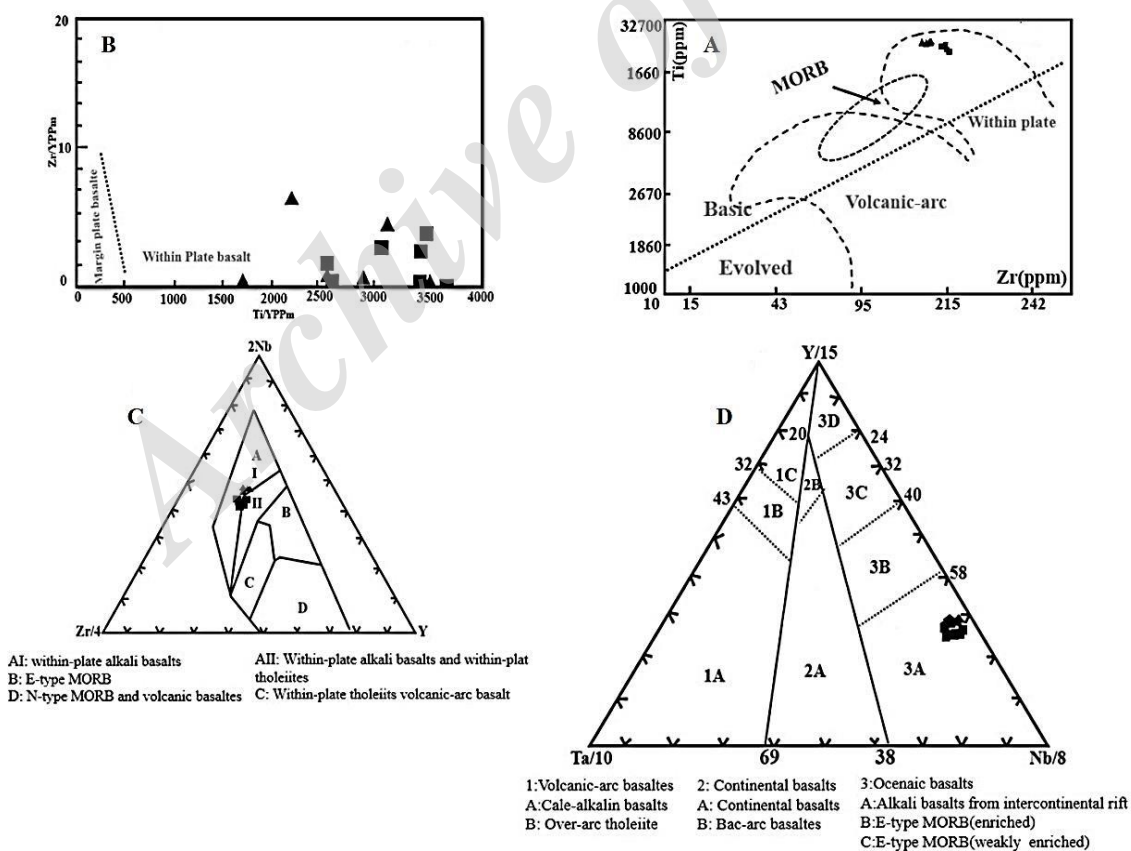 20
B
10
0
Zr/YPPm
Margin plate basalte
Within Plate basalt
0 500 1000 1500 2000 2500 3000 3500 4000
Ti/YPPm
32700
1660
8600
2670
1860
1000
Ti(ppm)
A
MORB
Within plate
Basic
Volcanic-arc
Evolved
Zr(ppm)
10 15 43 95 215 242
2Nb
C
A
I
II
B
C
D
Zr/4
Y
AI: within-plate alkali basalts
B: E-type MORB
D: N-type MORB and volcanic basaltes
AII: Within-plate alkali basalts and within-plat
tholeiites
C: Within-plate tholeiits volcanic-arc basalt
Y/15
D
3D
20
24
32
1C
2B
32
43
1B
3C
40
3B
58
1A
2A
3A
Ta/10
69
38
Nb/8
1:Volcanic-arc basaltes
A:Cale-alkalin basalts
B: Over-arc tholeiite
2: Continental basalts
A: Continental basalts
B: Bac-arc basaltes
3:Ocenaic basalts
A:Alkali basalts from intercontinental rift
B:E-type MORB(enriched)
C:E-type MORB(weakly enriched)
Archive of